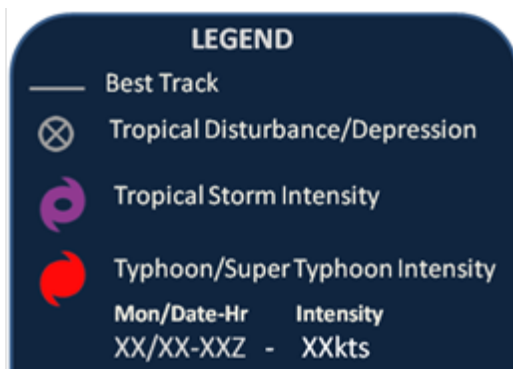 LEGEND
Best Track
Tropical Disturbance/Depression
Tropical Storm Intensity
Typhoon/Super Typhoon Intensity
Mon/Date-Hr Intensity
XX/XX-XXZ - XXkts